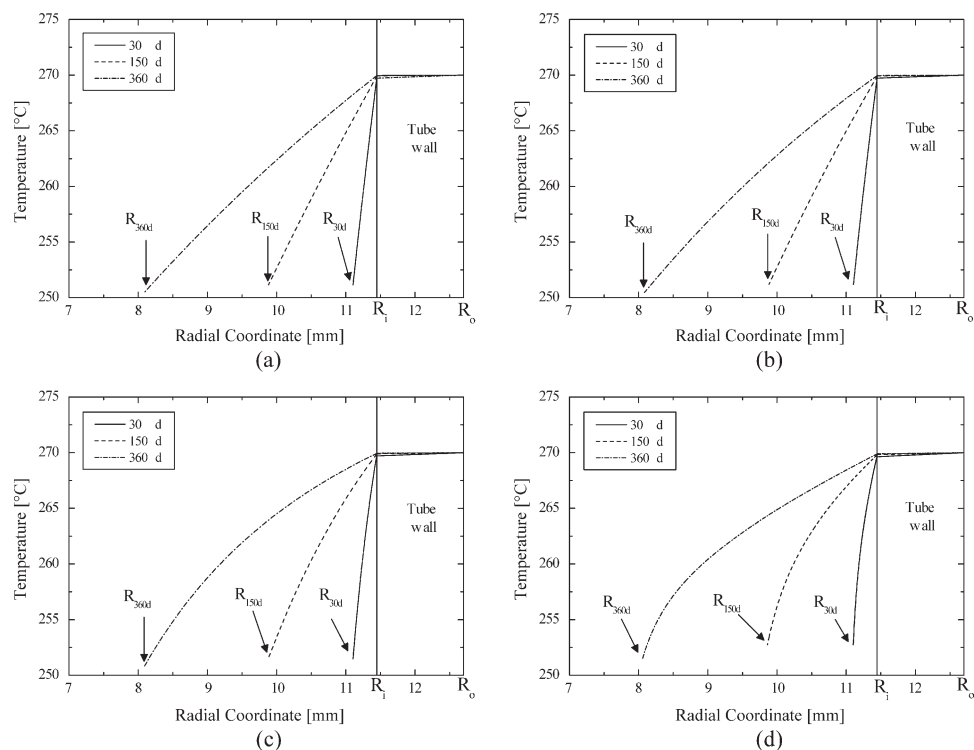 275
270
265
260
255
250
Temperature [°C]
30 d
150 d
360 d
Tube
wall
R360d
R150d
R30d
7 8 9 10 11 Ri 12 Ro
Radial Coordinate [mm]
(a)
275
270
265
260
255
250
Temperature [°C]
30 d
150 d
360 d
Tube
wall
R360d
R150d
R30d
7 8 9 10 11 Ri 12 Ro
Radial Coordinate [mm]
(b)
275
270
265
260
255
250
Temperature [°C]
30 d
150 d
360 d
Tube
wall
R360d
R150d
R30d
7 8 9 10 11 Ri 12 Ro
Radial Coordinate [mm]
(c)
275
270
265
260
255
250
Temperature [°C]
30 d
150 d
360 d
Tube
wall
R360d
R150d
R30d
7 8 9 10 11 Ri 12 Ro
Radial Coordinate [mm]
(d)